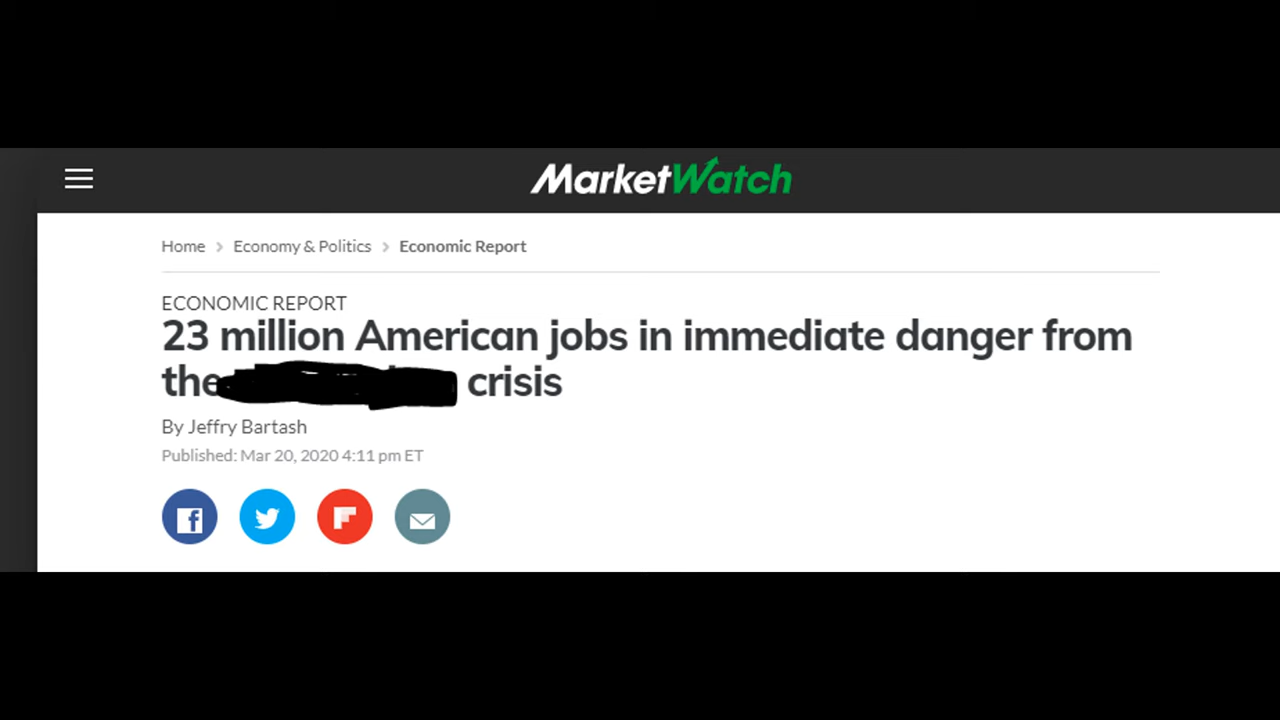 MarketWatch
Home > Economy & Politics > Economic Report
ECONOMIC REPORT
23 million American jobs in immediate danger from
the crisis
By Jeffry Bartash
Published: Mar 20, 2020 4:11 pm ET